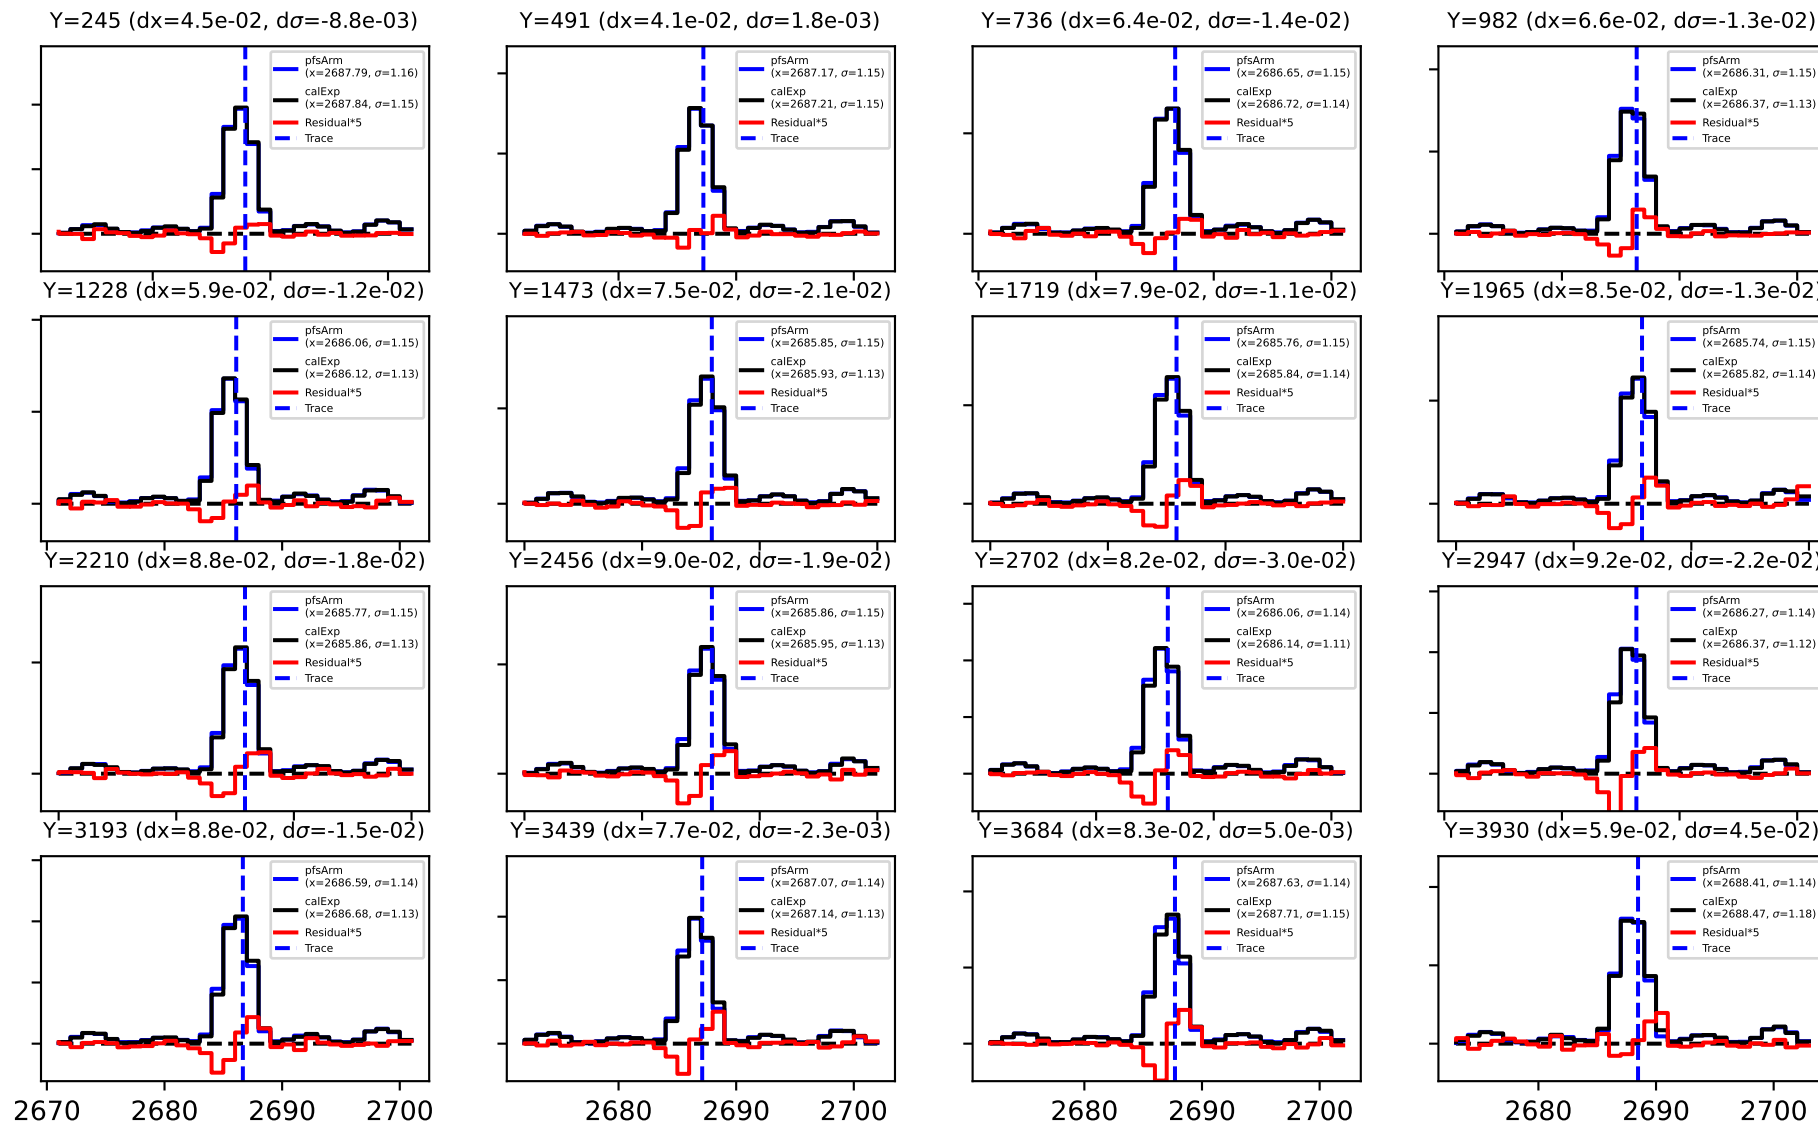 Y=245 (dx=4.5e-02, dσ=-8.8e-03)
pfsArm
(x=2687.79, σ=1.16)
calExp
(x=2687.84, σ=1.15)
Residual*5
Trace
Y=491 (dx=4.1e-02, dσ=1.8e-03)
pfsArm
(x=2687.17, σ=1.15)
calExp
(x=2687.21, σ=1.15)
Residual*5
Trace
Y=736 (dx=6.4e-02, dσ=-1.4e-02)
pfsArm
(x=2686.65, σ=1.15)
calExp
(x=2686.72, σ=1.14)
Residual*5
Trace
Y=982 (dx=6.6e-02, dσ=-1.3e-02)
pfsArm
(x=2686.31, σ=1.15)
calExp
(x=2686.37, σ=1.13)
Residual*5
Trace
Y=1228 (dx=5.9e-02, dσ=-1.2e-02)
pfsArm
(x=2686.06, σ=1.15)
calExp
(x=2686.12, σ=1.13)
Residual*5
Trace
Y=1473 (dx=7.5e-02, dσ=-2.1e-02)
pfsArm
(x=2685.85, σ=1.15)
calExp
(x=2685.93, σ=1.13)
Residual*5
Trace
Y=1719 (dx=7.9e-02, dσ=-1.1e-02)
pfsArm
(x=2685.76, σ=1.15)
calExp
(x=2685.84, σ=1.14)
Residual*5
Trace
Y=1965 (dx=8.5e-02, dσ=-1.3e-02)
pfsArm
(x=2685.74, σ=1.15)
calExp
(x=2685.82, σ=1.14)
Residual*5
Trace
Y=2210 (dx=8.8e-02, dσ=-1.8e-02)
pfsArm
(x=2685.77, σ=1.15)
calExp
(x=2685.86, σ=1.13)
Residual*5
Trace
Y=2456 (dx=9.0e-02, dσ=-1.9e-02)
pfsArm
(x=2685.86, σ=1.15)
calExp
(x=2685.95, σ=1.13)
Residual*5
Trace
Y=2702 (dx=8.2e-02, dσ=-3.0e-02)
pfsArm
(x=2686.06, σ=1.14)
calExp
(x=2686.14, σ=1.11)
Residual*5
Trace
Y=2947 (dx=9.2e-02, dσ=-2.2e-02)
pfsArm
(x=2686.27, σ=1.14)
calExp
(x=2686.37, σ=1.12)
Residual*5
Trace
Y=3193 (dx=8.8e-02, dσ=-1.5e-02)
pfsArm
(x=2686.59, σ=1.14)
calExp
(x=2686.68, σ=1.13)
Residual*5
Trace
Y=3439 (dx=7.7e-02, dσ=-2.3e-03)
pfsArm
(x=2687.07, σ=1.14)
calExp
(x=2687.14, σ=1.13)
Residual*5
Trace
Y=3684 (dx=8.3e-02, dσ=5.0e-03)
pfsArm
(x=2687.63, σ=1.14)
calExp
(x=2687.71, σ=1.15)
Residual*5
Trace
Y=3930 (dx=5.9e-02, dσ=4.5e-02)
pfsArm
(x=2688.41, σ=1.14)
calExp
(x=2688.47, σ=1.18)
Residual*5
Trace
2670 2680 2690 2700
2680 2690 2700
2680 2690 2700
2680 2690 2700